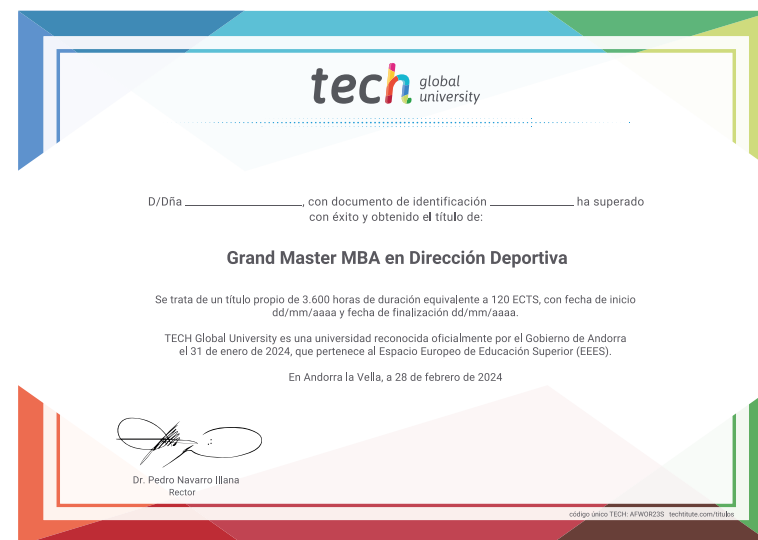 tech global university
D/Dña ____________, con documento de identificación ____________ ha superado
con éxito y obtenido el título de:
Grand Master MBA en Dirección Deportiva
Se trata de un título propio de 3.600 horas de duración equivalente a 120 ECTS, con fecha de inicio
dd/mm/aaaa y fecha de finalización dd/mm/aaaa.
TECH Global University es una universidad reconocida oficialmente por el Gobierno de Andorra
el 31 de enero de 2024, que pertenece al Espacio Europeo de Educación Superior (EEES).
En Andorra la Vella, a 28 de febrero de 2024
Dr. Pedro Navarro Illana
Rector
código único TECH: AFWOR23S techtitute.com/titulos